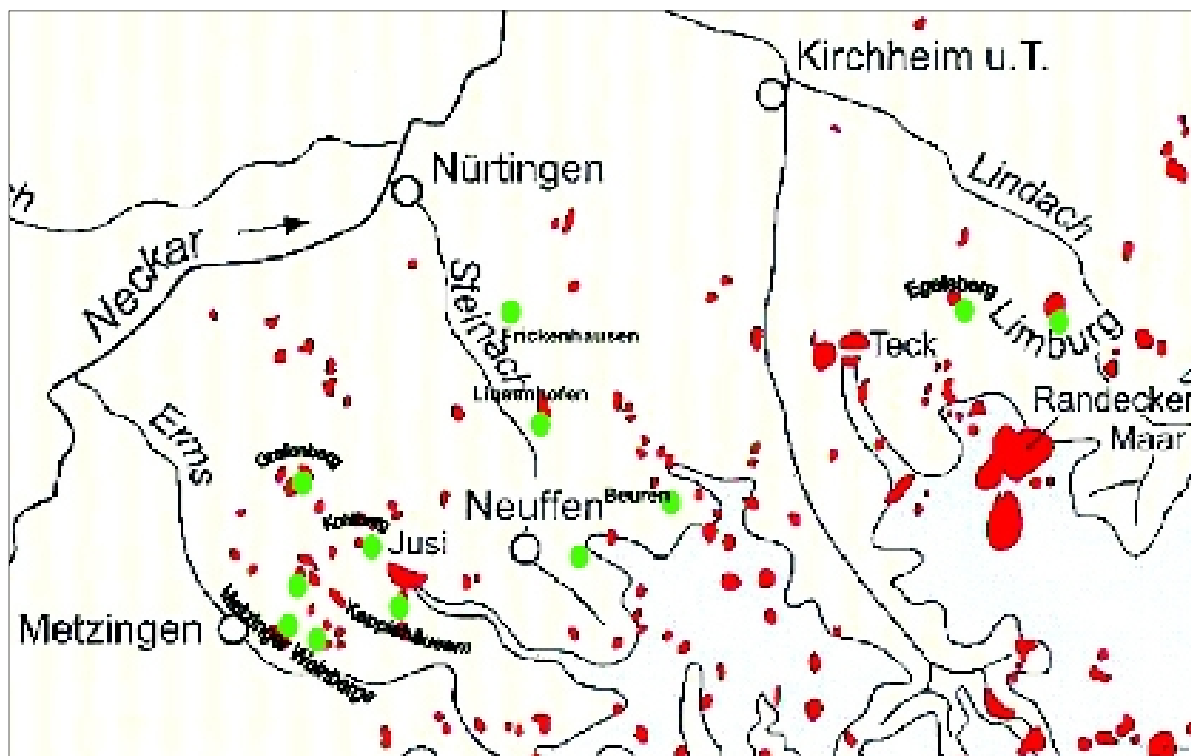 Kirchheim u.T.
Nürtingen
Lindach
Neckar
Steinach
Egelsberg
Limburg
Frickenhausen
Teck
Linsenhofen
Randecker
Maar
Erms
Grafenberg
Neuffen
Beuren
Kohlberg
Jusi
Metzingen
Kappishäusern
Metzinger Weinberge